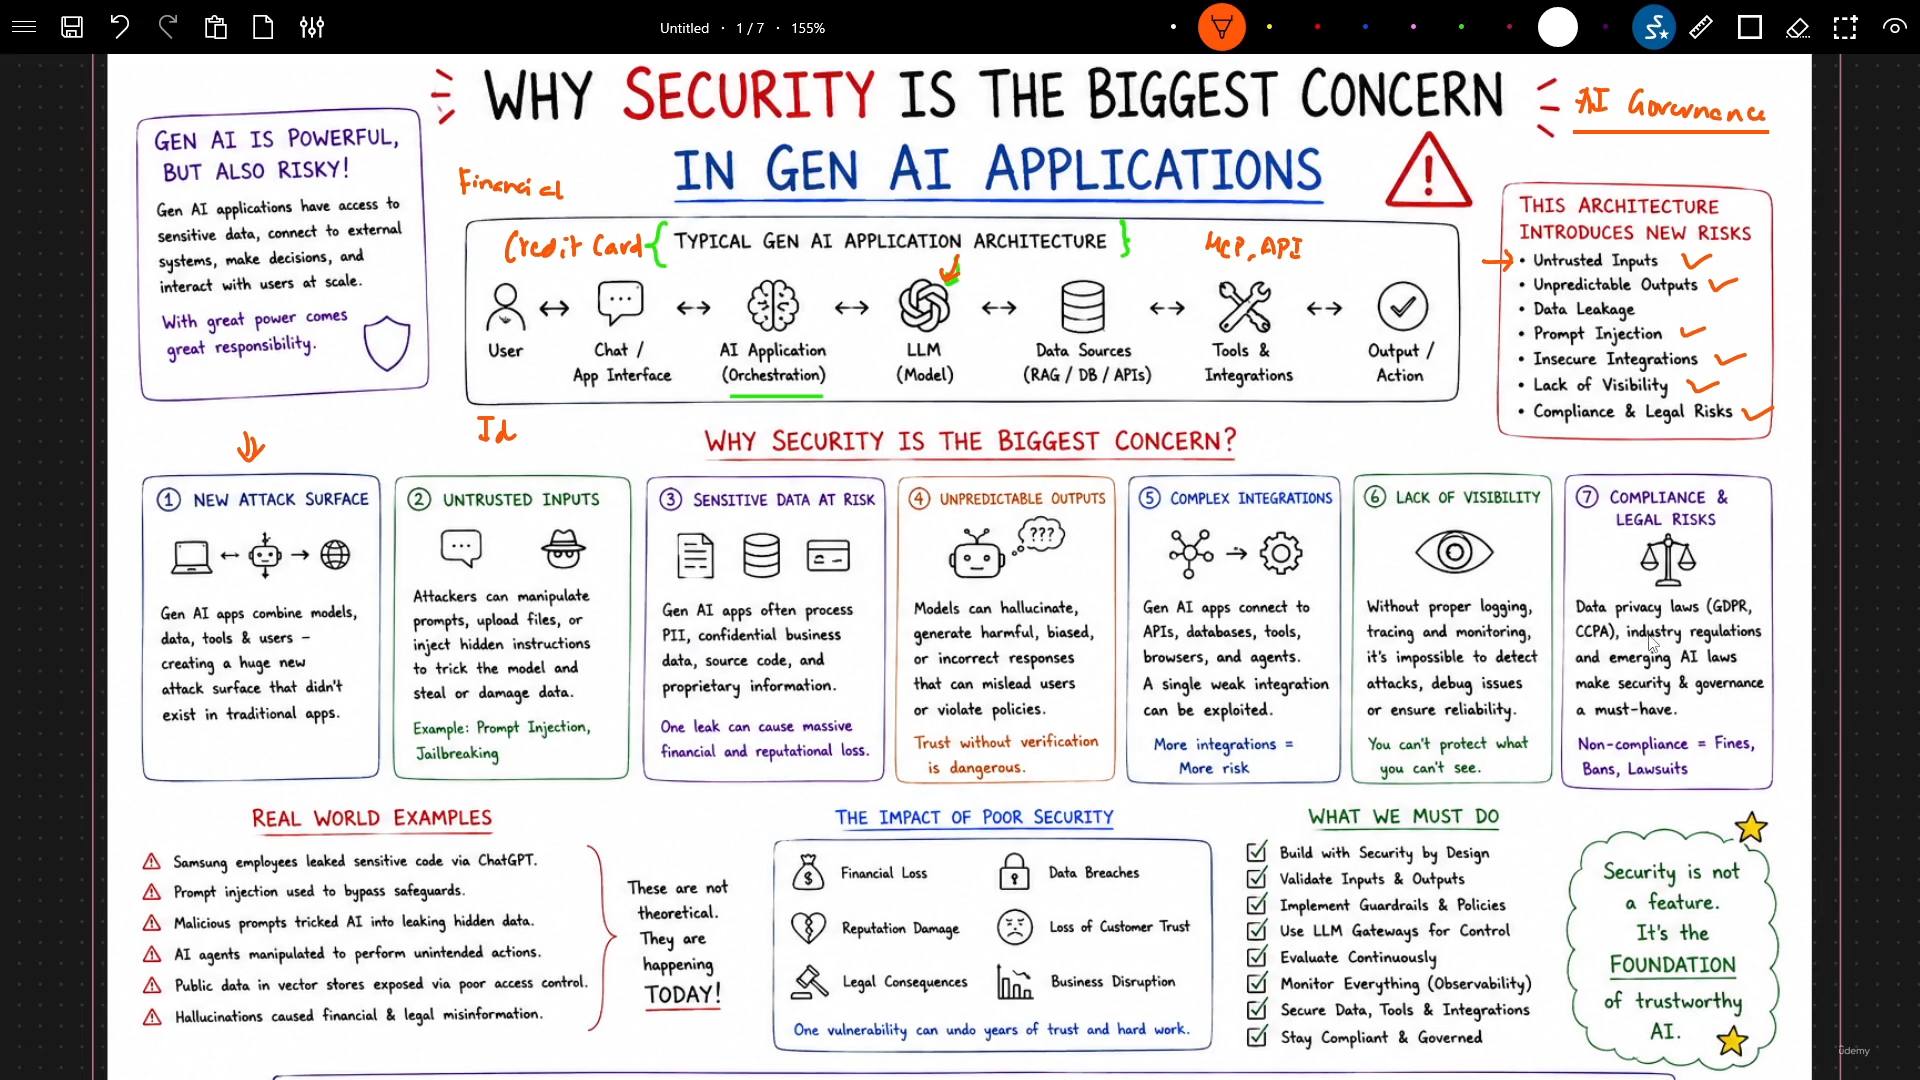 Untitled · 1 / 7 · 155%
WHY SECURITY IS THE BIGGEST CONCERN
IN GEN AI APPLICATIONS
AI Governance
GEN AI IS POWERFUL,
BUT ALSO RISKY!
Gen AI applications have access to
sensitive data, connect to external
systems, make decisions, and
interact with users at scale.
With great power comes
great responsibility.
Financial
Credit Card
TYPICAL GEN AI APPLICATION ARCHITECTURE
MCP, API
User
Chat /
App Interface
AI Application
(Orchestration)
LLM
(Model)
Data Sources
(RAG / DB / APIs)
Tools &
Integrations
Output /
Action
Id
THIS ARCHITECTURE
INTRODUCES NEW RISKS
• Untrusted Inputs
• Unpredictable Outputs
• Data Leakage
• Prompt Injection
• Insecure Integrations
• Lack of Visibility
• Compliance & Legal Risks
WHY SECURITY IS THE BIGGEST CONCERN?
1 NEW ATTACK SURFACE
Gen AI apps combine models,
data, tools & users –
creating a huge new
attack surface that didn't
exist in traditional apps.
2 UNTRUSTED INPUTS
Attackers can manipulate
prompts, upload files, or
inject hidden instructions
to trick the model and
steal or damage data.
Example: Prompt Injection,
Jailbreaking
3 SENSITIVE DATA AT RISK
Gen AI apps often process
PII, confidential business
data, source code, and
proprietary information.
One leak can cause massive
financial and reputational loss.
4 UNPREDICTABLE OUTPUTS
???
Models can hallucinate,
generate harmful, biased,
or incorrect responses
that can mislead users
or violate policies.
Trust without verification
is dangerous.
5 COMPLEX INTEGRATIONS
Gen AI apps connect to
APIs, databases, tools,
browsers, and agents.
A single weak integration
can be exploited.
More integrations =
More risk
6 LACK OF VISIBILITY
Without proper logging,
tracing and monitoring,
it's impossible to detect
attacks, debug issues
or ensure reliability.
You can't protect what
you can't see.
7 COMPLIANCE &
LEGAL RISKS
Data privacy laws (GDPR,
CCPA), industry regulations
and emerging AI laws
make security & governance
a must-have.
Non-compliance = Fines,
Bans, Lawsuits
REAL WORLD EXAMPLES
Samsung employees leaked sensitive code via ChatGPT.
Prompt injection used to bypass safeguards.
Malicious prompts tricked AI into leaking hidden data.
AI agents manipulated to perform unintended actions.
Public data in vector stores exposed via poor access control.
Hallucinations caused financial & legal misinformation.
These are not
theoretical.
They are
happening
TODAY!
THE IMPACT OF POOR SECURITY
Financial Loss
Data Breaches
Reputation Damage
Loss of Customer Trust
Legal Consequences
Business Disruption
One vulnerability can undo years of trust and hard work.
WHAT WE MUST DO
Build with Security by Design
Validate Inputs & Outputs
Implement Guardrails & Policies
Use LLM Gateways for Control
Evaluate Continuously
Monitor Everything (Observability)
Secure Data, Tools & Integrations
Stay Compliant & Governed
Security is not
a feature.
It's the
FOUNDATION
of trustworthy
AI.
udemy